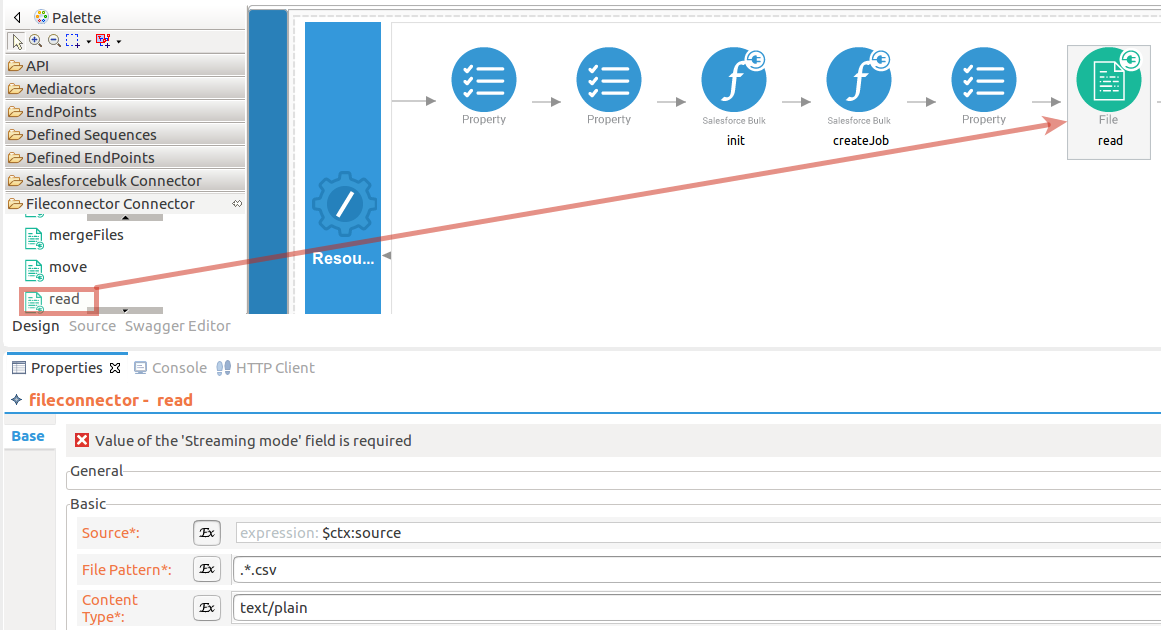 Palette
API
Mediators
EndPoints
Defined Sequences
Defined EndPoints
Salesforcebulk Connector
Fileconnector Connector
mergeFiles
move
read
Property
Property
Salesforce Bulk
init
Salesforce Bulk
createJob
Property
File
read
Resou...
Design Source Swagger Editor
Properties Console HTTP Client
fileconnector - read
Base
Value of the 'Streaming mode' field is required
General
Basic
Source*: Ex expression: $ctx:source
File Pattern*: Ex .*.csv
Content
Type*: Ex text/plain